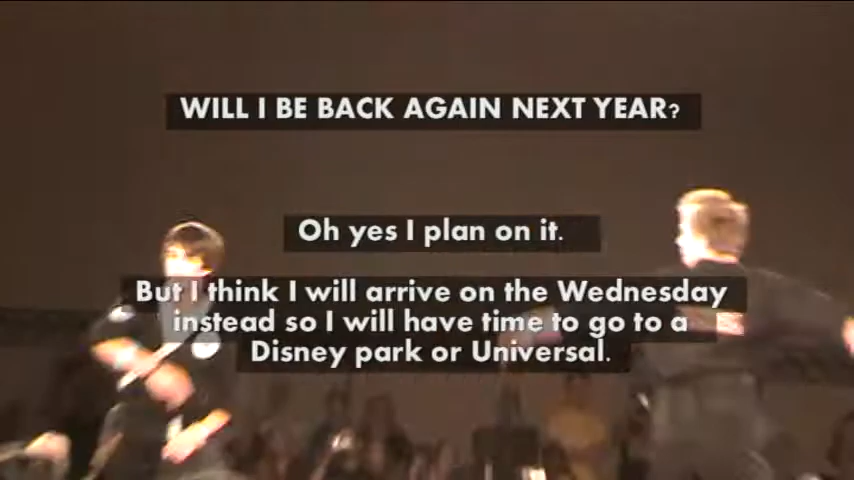 WILL I BE BACK AGAIN NEXT YEAR?
Oh yes I plan on it.
But I think I will arrive on the Wednesday
instead so I will have time to go to a
Disney park or Universal.